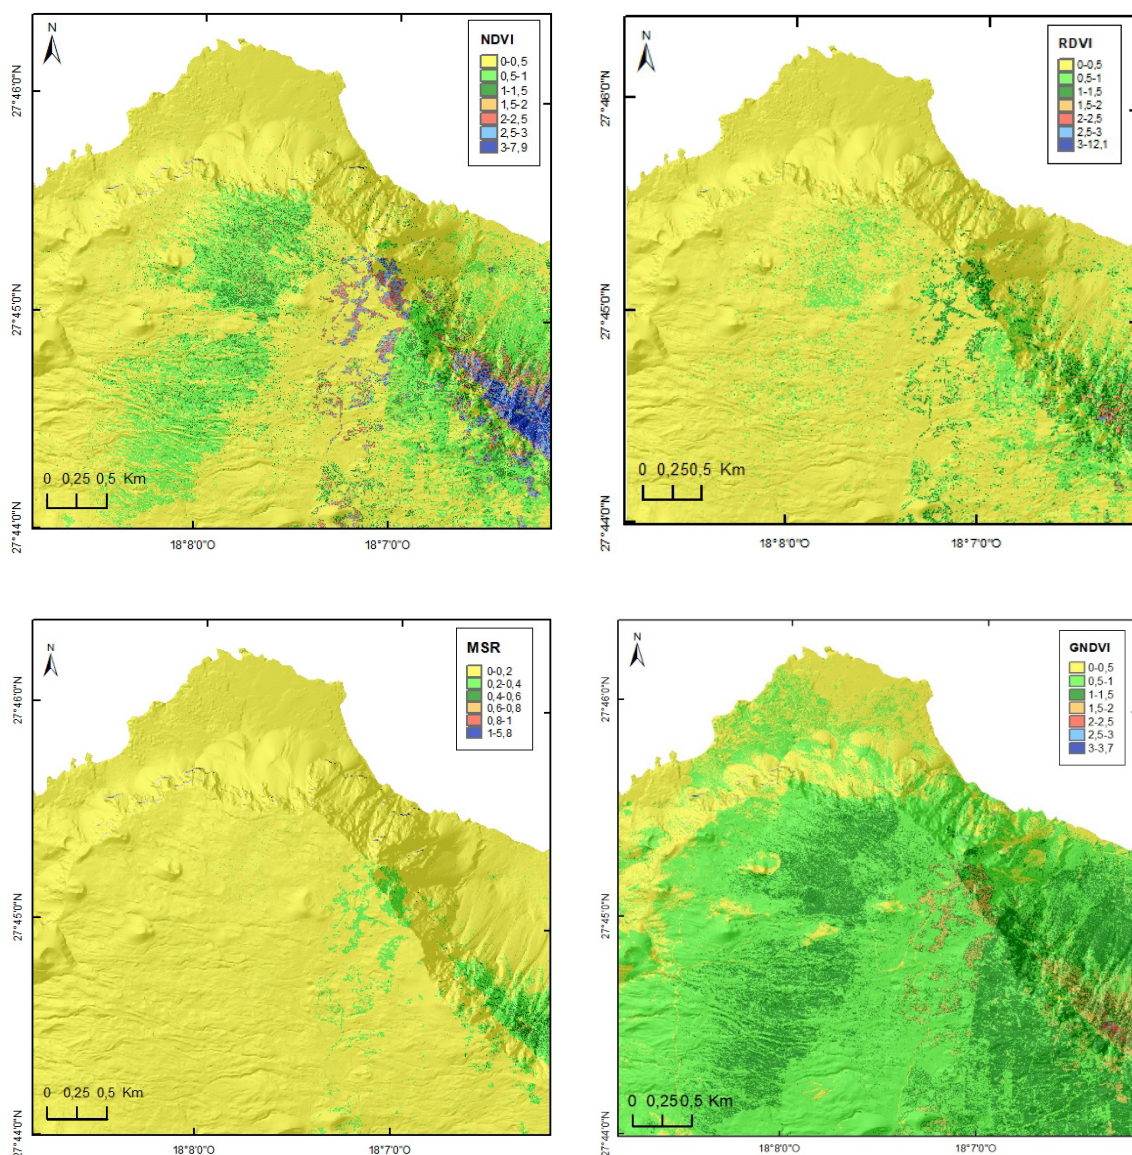 N
NDVI
0-0,5
0,5-1
1-1,5
1,5-2
2-2,5
2,5-3
3-7,9
27°46'0"N
27°45'0"N
27°44'0"N
0 0,25 0,5 Km
18°8'0"O
18°7'0"O
N
RDVI
0-0,5
0,5-1
1-1,5
1,5-2
2-2,5
2,5-3
3-12,1
27°46'0"N
27°45'0"N
27°44'0"N
0 0,250,5 Km
18°8'0"O
18°7'0"O
N
MSR
0-0,2
0,2-0,4
0,4-0,6
0,6-0,8
0,8-1
1-5,8
27°46'0"N
27°45'0"N
27°44'0"N
0 0,25 0,5 Km
18°8'0"O
18°7'0"O
N
GNDVI
0-0,5
0,5-1
1-1,5
1,5-2
2-2,5
2,5-3
3-3,7
27°46'0"N
27°45'0"N
27°44'0"N
0 0,250,5 Km
18°8'0"O
18°7'0"O